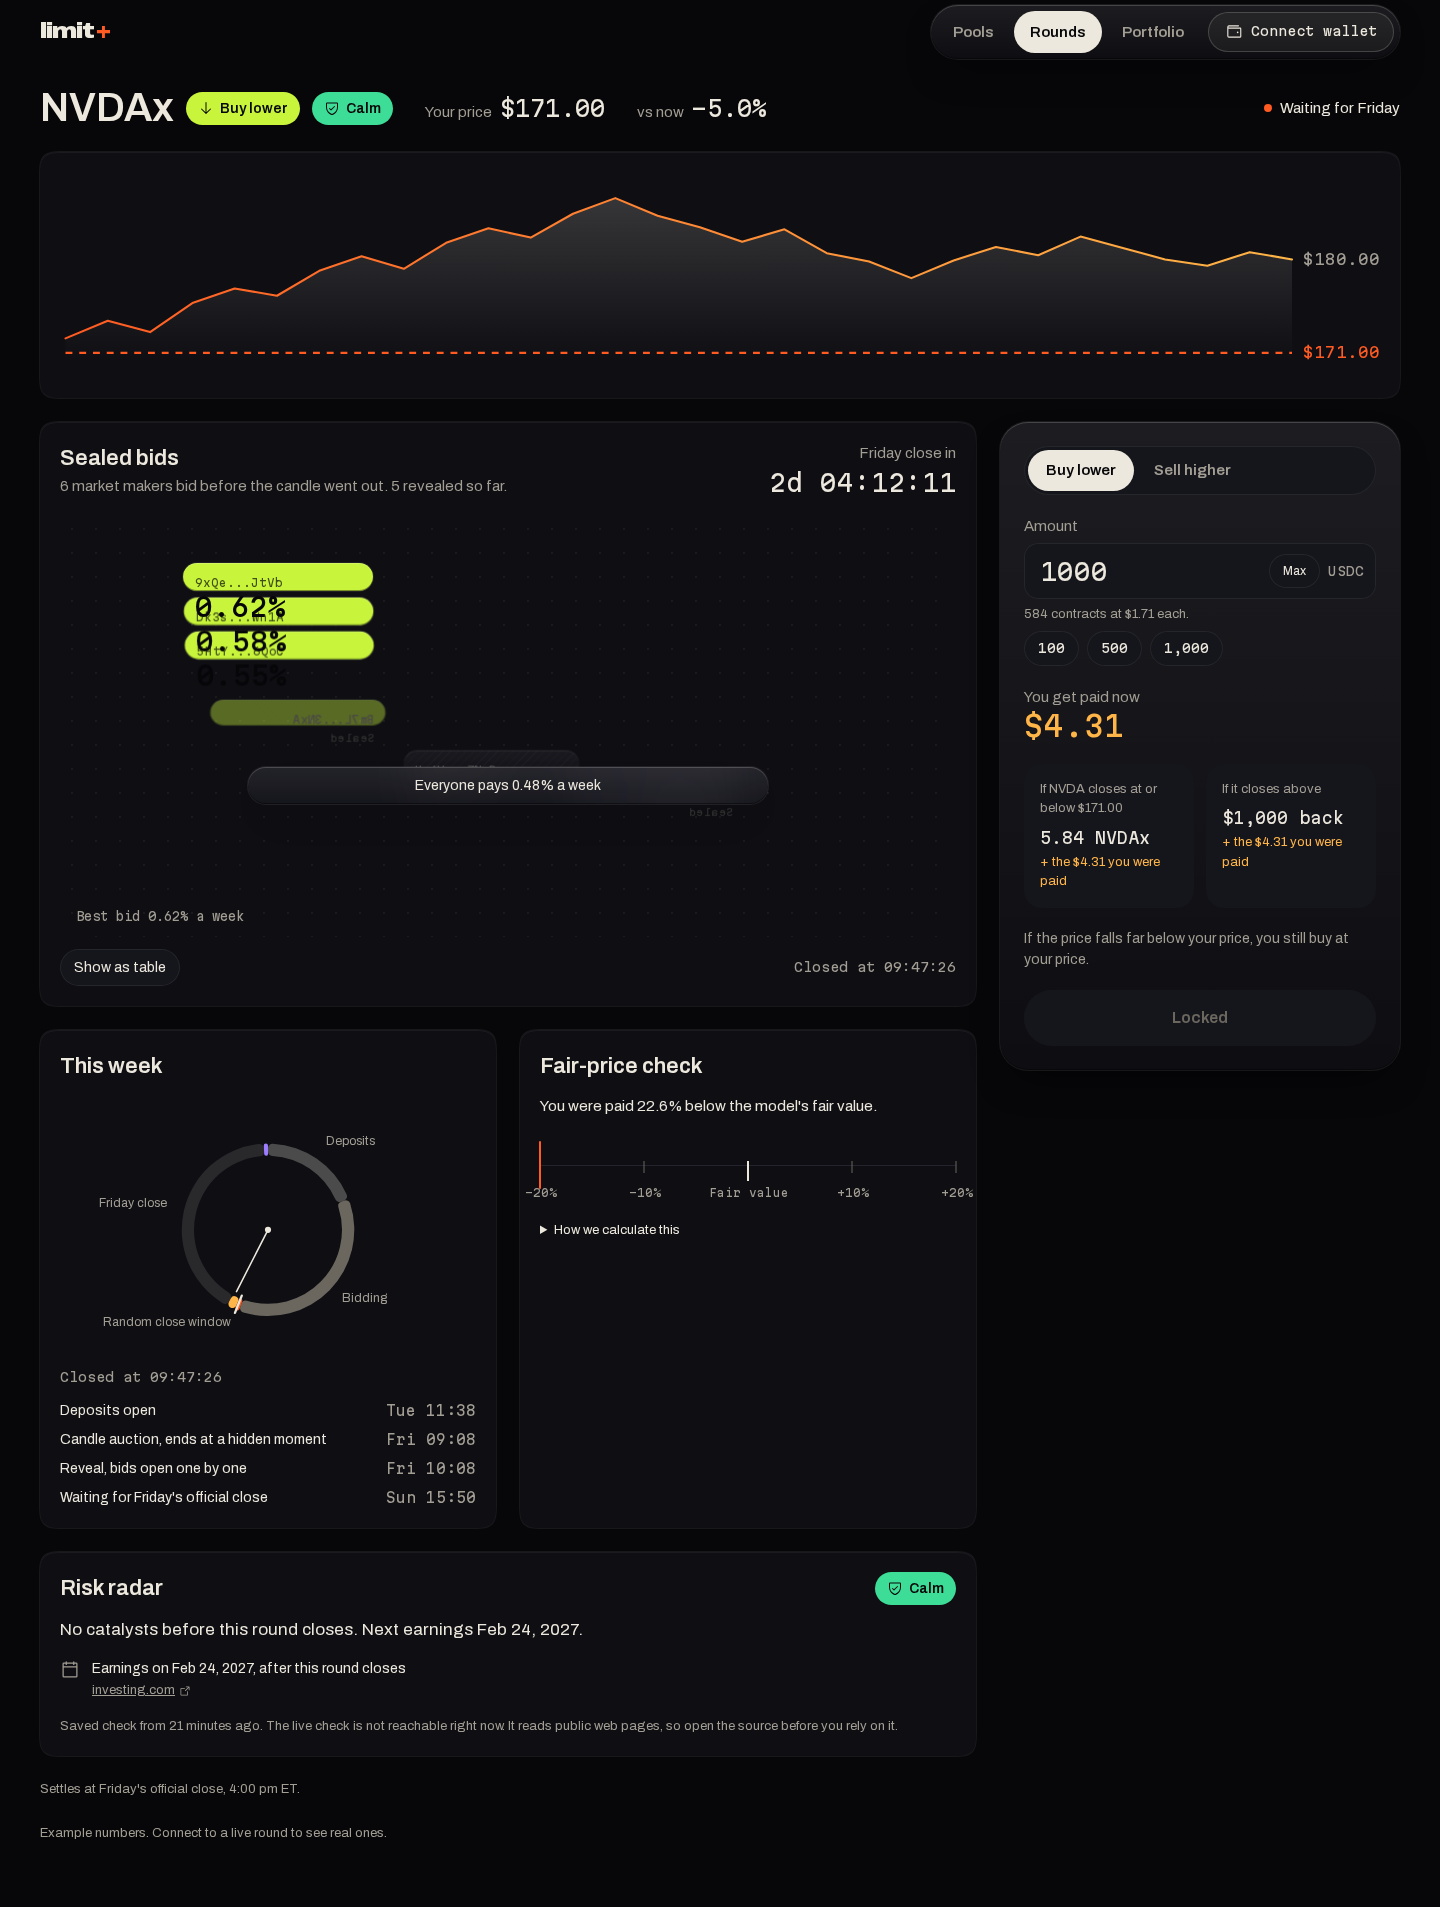 limit+
Pools
Rounds
Portfolio
Connect wallet
NVDAx
Buy lower
Calm
Your price $171.00
vs now −5.0%
Waiting for Friday
$180.00
$171.00
Sealed bids
6 market makers bid before the candle went out. 5 revealed so far.
Friday close in
2d 04:12:11
9xQe...JtVb
0.62%
0.58%
0.55%
Sealed
Everyone pays 0.48% a week
Sealed
Best bid 0.62% a week
Show as table
Closed at 09:47:26
Buy lower
Sell higher
Amount
1000
Max
USDC
584 contracts at $1.71 each.
100
500
1,000
You get paid now
$4.31
If NVDA closes at or
below $171.00
5.84 NVDAx
+ the $4.31 you were
paid
If it closes above
$1,000 back
+ the $4.31 you were
paid
If the price falls far below your price, you still buy at
your price.
Locked
This week
Deposits
Friday close
Bidding
Random close window
Closed at 09:47:26
Deposits open Tue 11:38
Candle auction, ends at a hidden moment Fri 09:08
Reveal, bids open one by one Fri 10:08
Waiting for Friday's official close Sun 15:50
Fair-price check
You were paid 22.6% below the model's fair value.
−20% −10% Fair value +10% +20%
How we calculate this
Risk radar
Calm
No catalysts before this round closes. Next earnings Feb 24, 2027.
Earnings on Feb 24, 2027, after this round closes
investing.com
Saved check from 21 minutes ago. The live check is not reachable right now. It reads public web pages, so open the source before you rely on it.
Settles at Friday's official close, 4:00 pm ET.
Example numbers. Connect to a live round to see real ones.